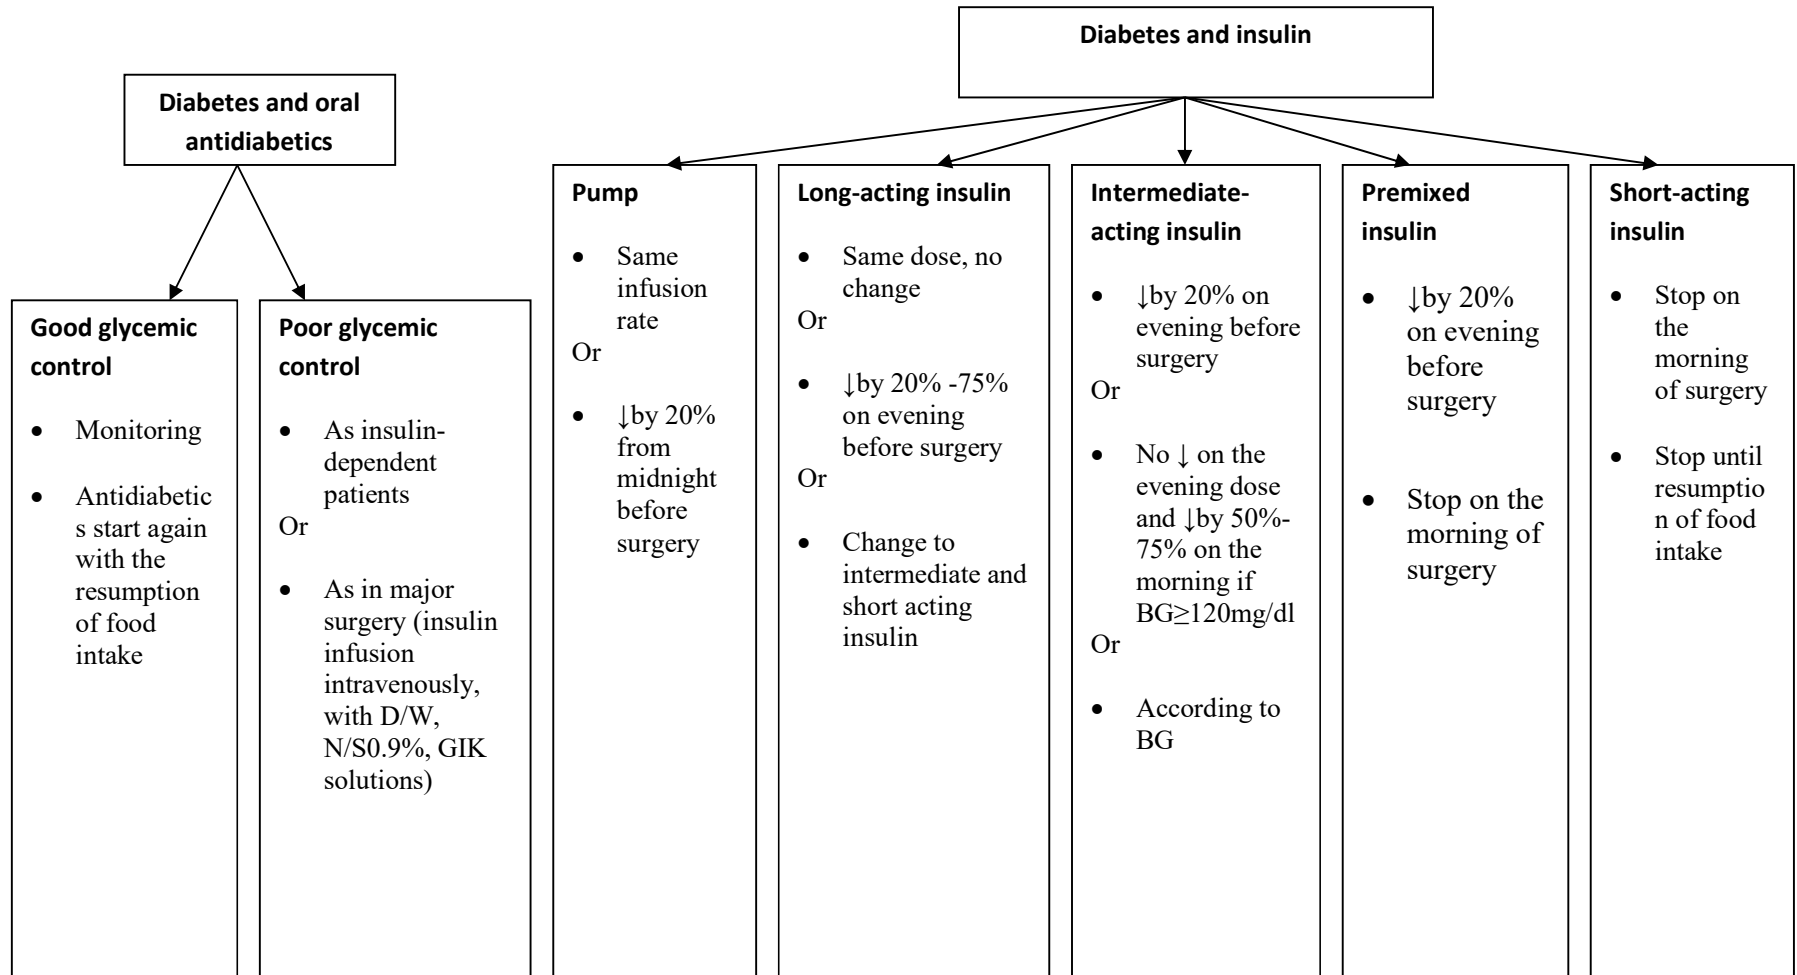 Diabetes and oral
antidiabetics
Good glycemic
control
• Monitoring
• Antidiabetic
s start again
with the
resumption
of food
intake
Poor glycemic
control
• As insulin-
dependent
patients
Or
• As in major
surgery (insulin
infusion
intravenously,
with D/W,
N/S0.9%, GIK
solutions)
Diabetes and insulin
Pump
• Same
infusion
rate
Or
• ↓by 20%
from
midnight
before
surgery
Long-acting insulin
• Same dose, no
change
Or
• ↓by 20% -75%
on evening
before surgery
Or
• Change to
intermediate and
short acting
insulin
Intermediate-
acting insulin
• ↓by 20% on
evening before
surgery
Or
• No ↓ on the
evening dose
and ↓by 50%-
75% on the
morning if
BG≥120mg/dl
Or
• According to
BG
Premixed
insulin
• ↓by 20%
on evening
before
surgery
• Stop on the
morning of
surgery
Short-acting
insulin
• Stop on
the
morning
of surgery
• Stop until
resumptio
n of food
intake